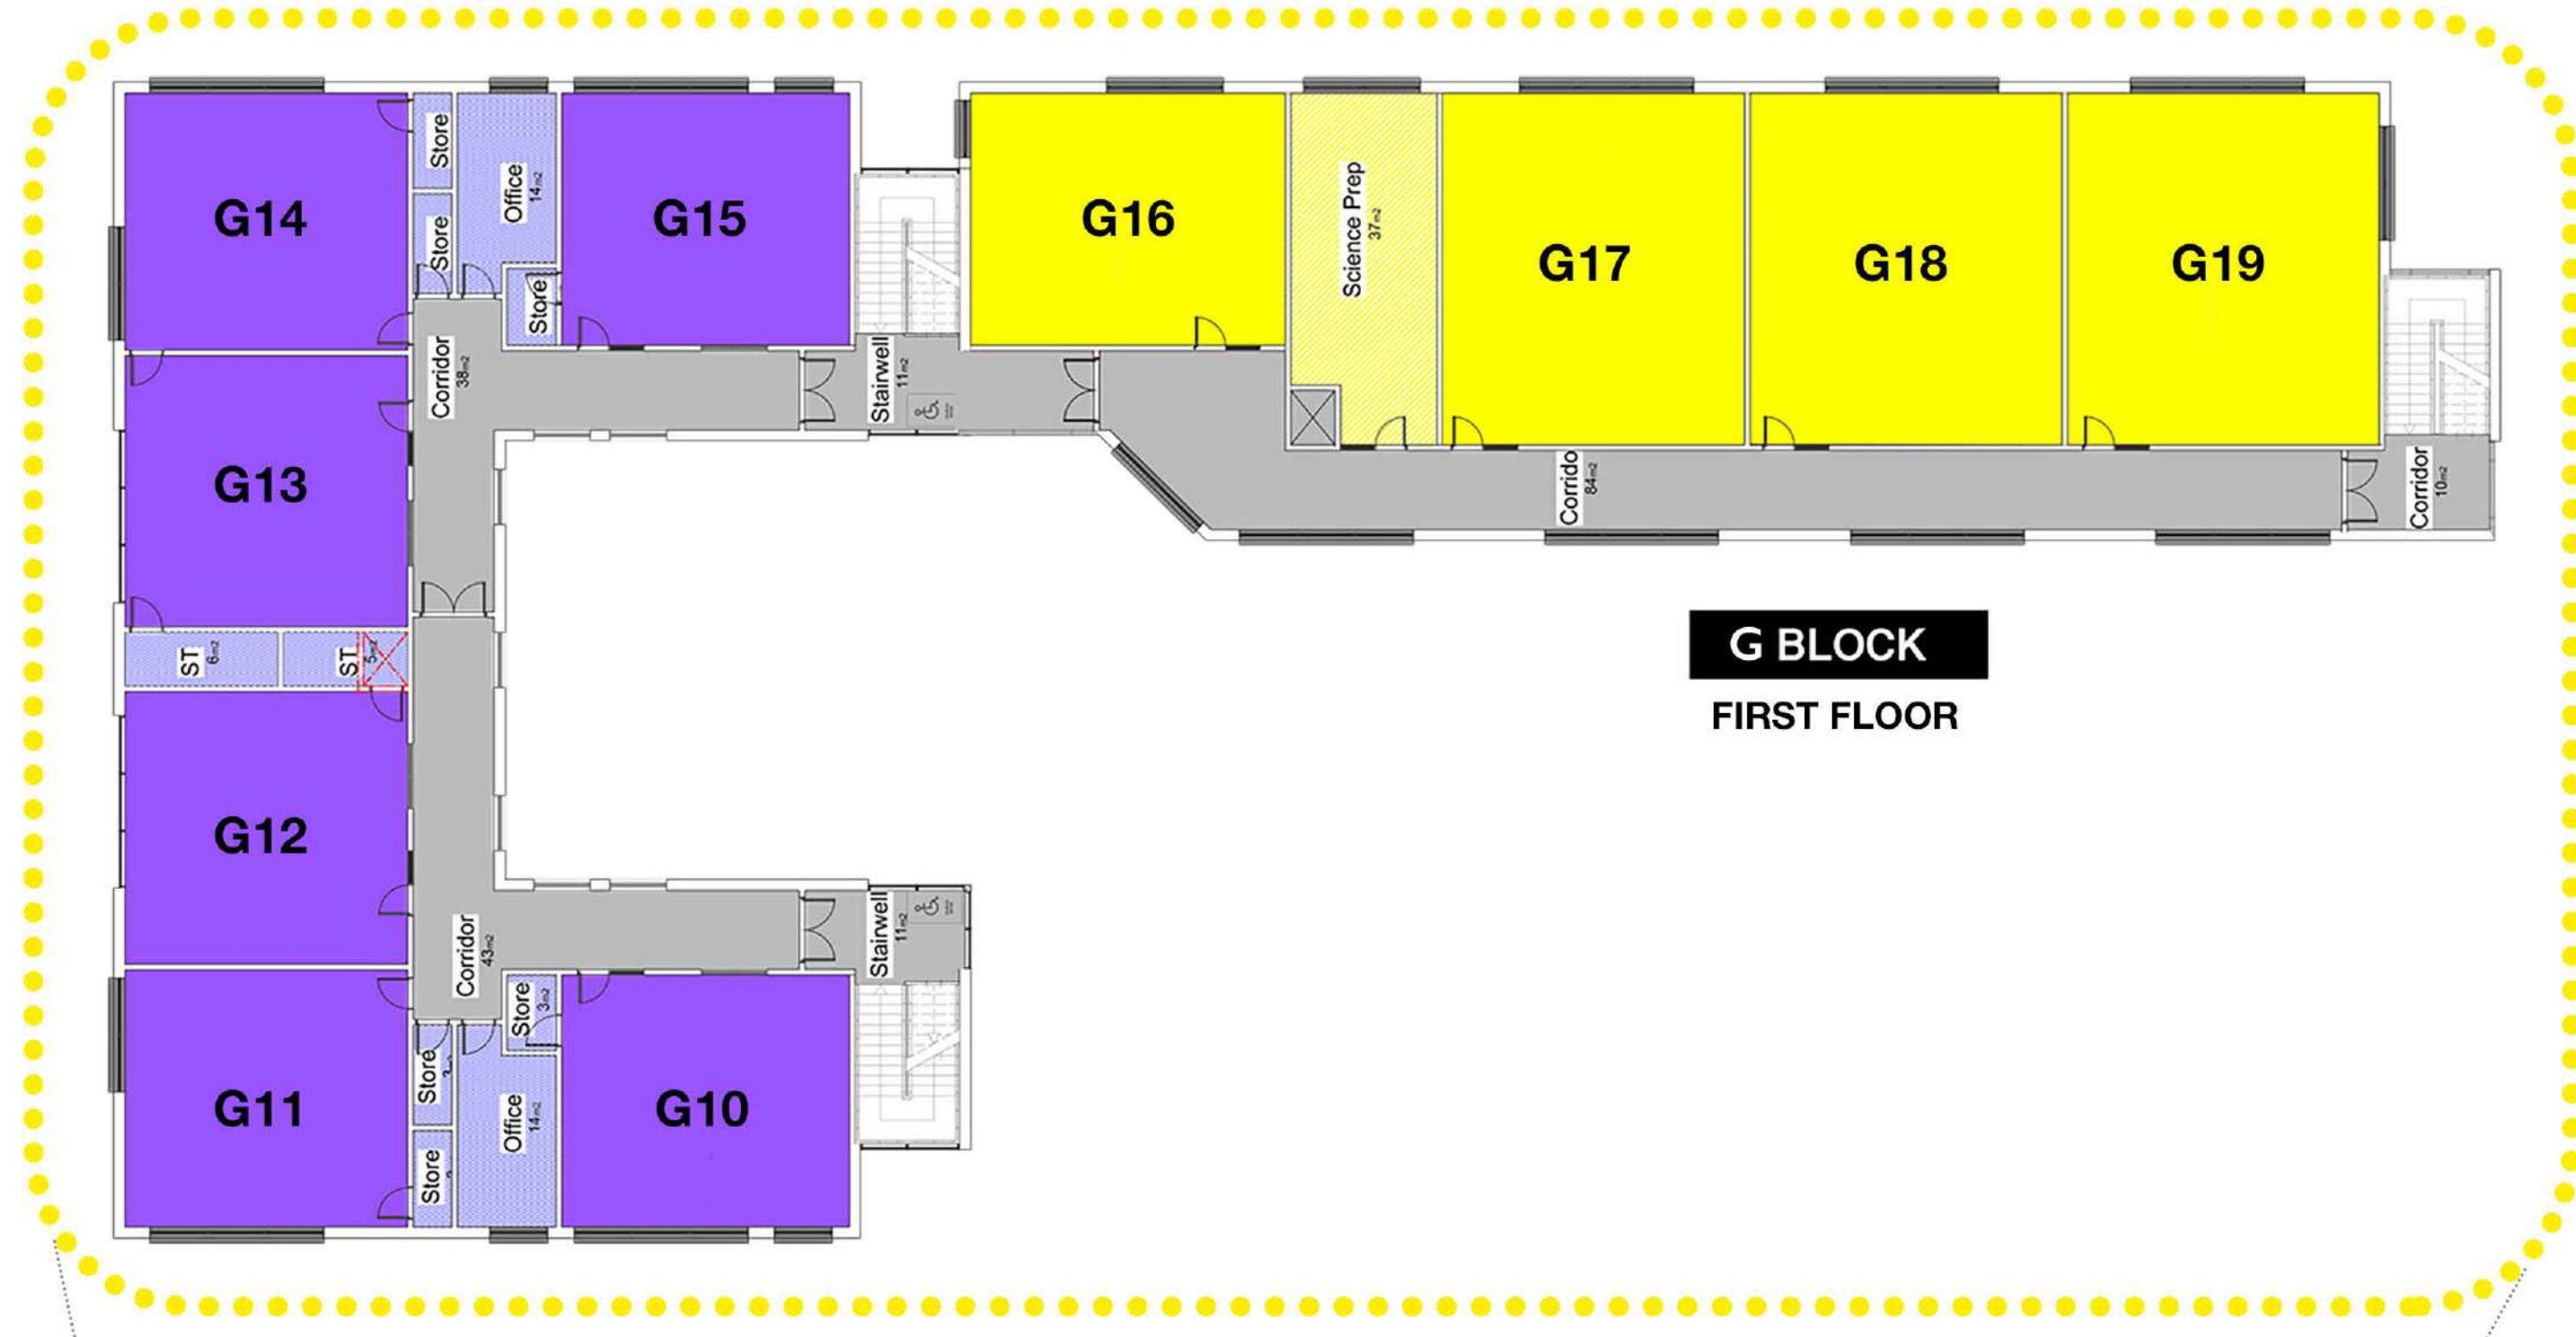 G14
Store
Store
Office
14m2
Store
G15
G16
Science Prep
37m2
G17
G18
G19
Corridor
38m2
Stairwell
11m2
G13
Corrido
84m2
Corridor
10m2
ST
6m2
ST
5m2
G BLOCK
FIRST FLOOR
G12
Corridor
43m2
Stairwell
11m2
G11
Store
Store
Office
14m2
Store
3m2
G10